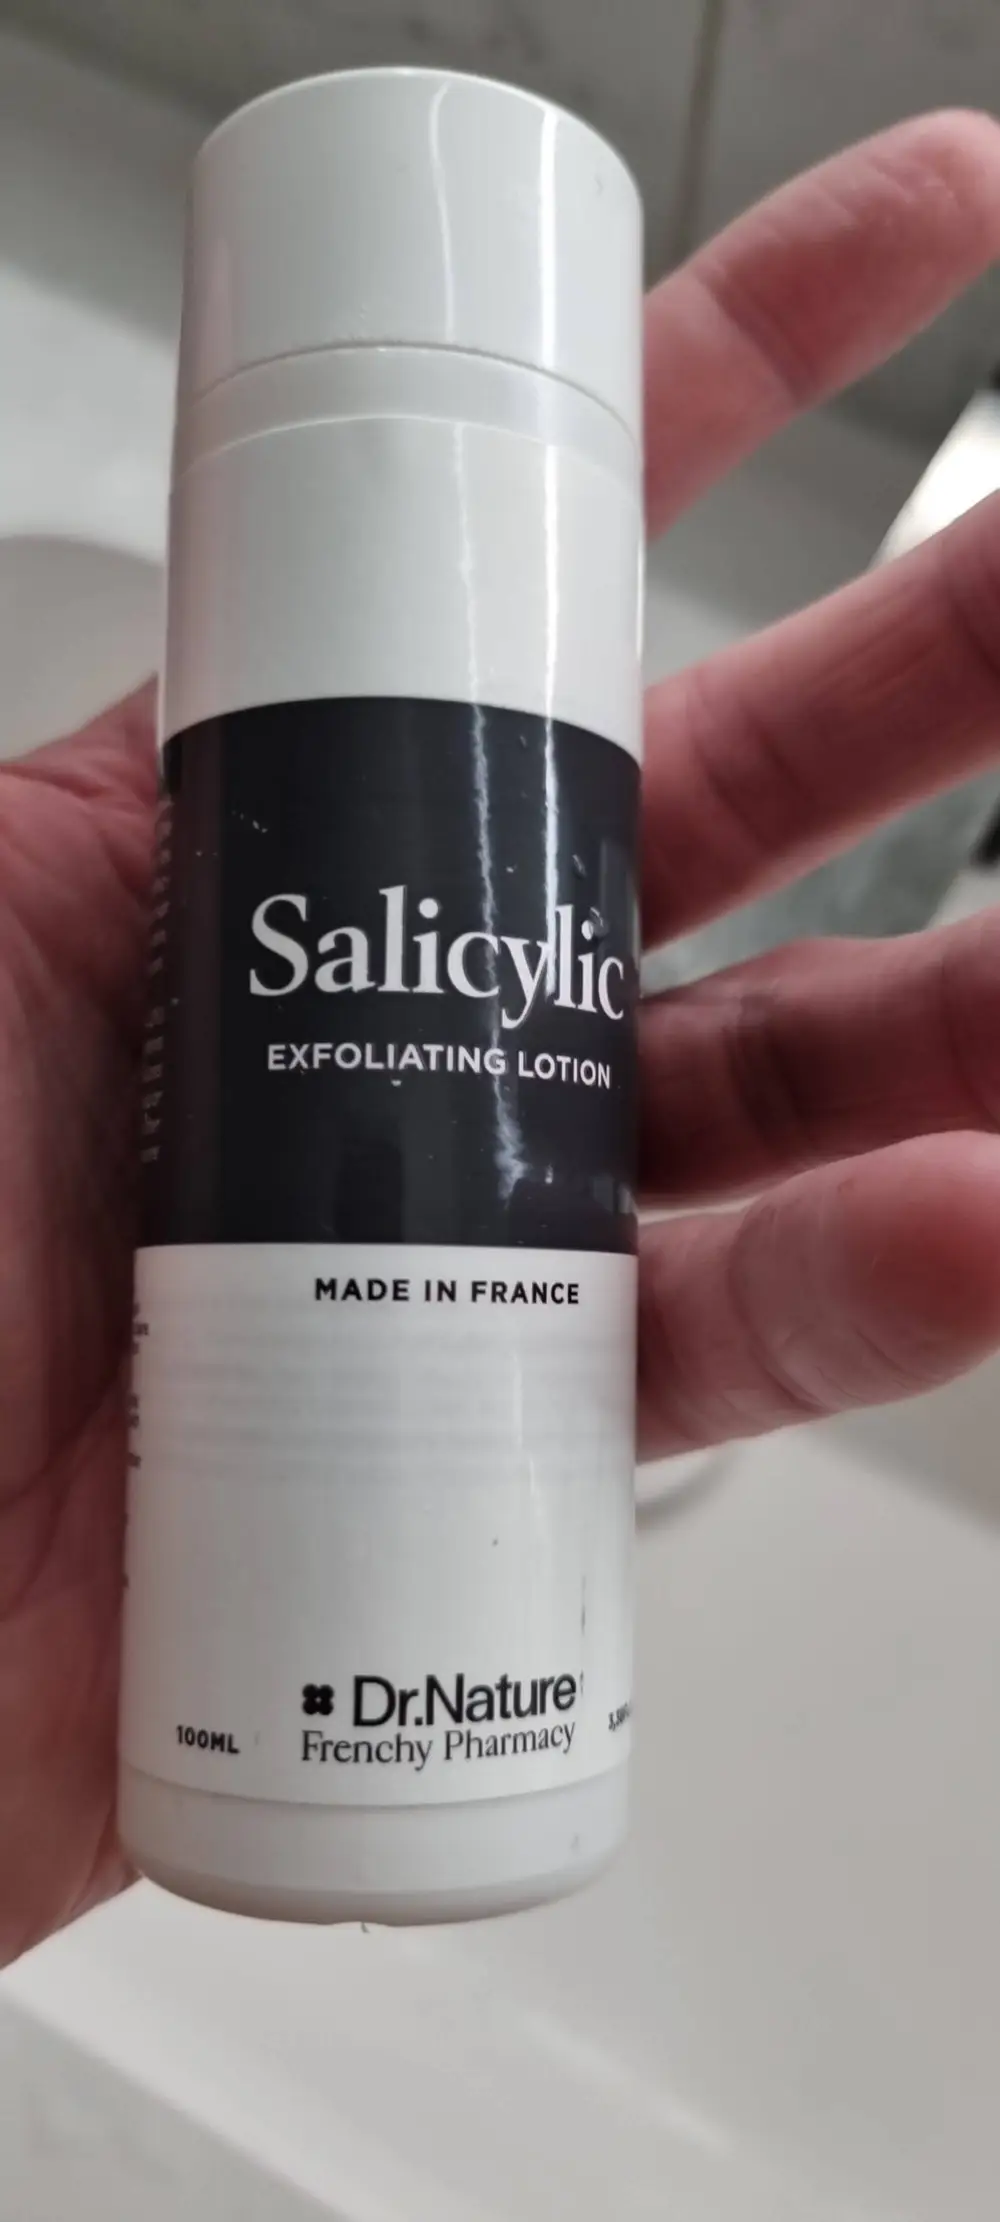 Salicylic
EXFOLIATING LOTION
MADE IN FRANCE
Dr.Nature
Frenchy Pharmacy
100ML